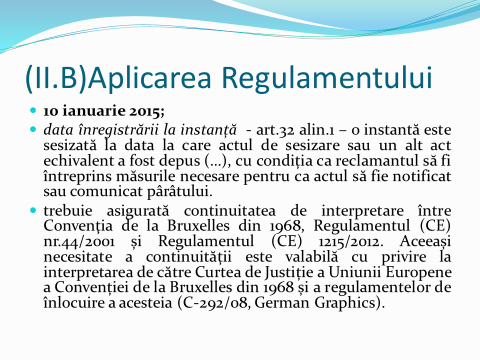 (II.B)Aplicarea Regulamentului
10 ianuarie 2015;
data înregistrării la instanță - art.32 alin.1 – o instantă este
sesizată la data la care actul de sesizare sau un alt act
echivalent a fost depus (...), cu condiția ca reclamantul să fi
întreprins măsurile necesare pentru ca actul să fie notificat
sau comunicat pârâtului.
trebuie asigurată continuitatea de interpretare între
Convenția de la Bruxelles din 1968, Regulamentul (CE)
nr.44/2001 și Regulamentul (CE) 1215/2012. Aceeași
necesitate a continuității este valabilă cu privire la
interpretarea de către Curtea de Justiție a Uniunii Europene
a Convenției de la Bruxelles din 1968 și a regulamentelor de
înlocuire a acesteia (C-292/08, German Graphics).